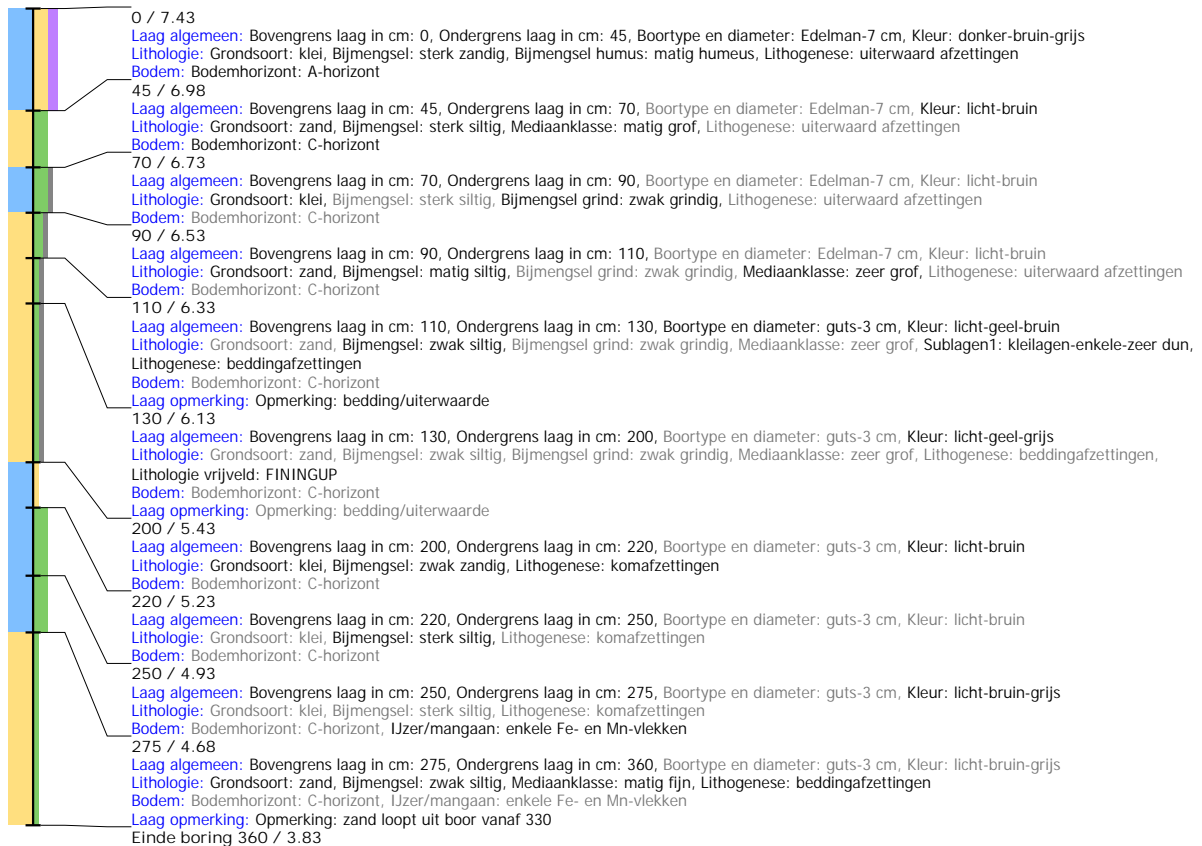 0 / 7.43
Laag algemeen: Bovengrens laag in cm: 0, Ondergrens laag in cm: 45, Boortype en diameter: Edelman-7 cm, Kleur: donker-bruin-grijs
Lithologie: Grondsoort: klei, Bijmengsel: sterk zandig, Bijmengsel humus: matig humeus, Lithogenese: uiterwaard afzettingen
Bodem: Bodemhorizont: A-horizont
45 / 6.98
Laag algemeen: Bovengrens laag in cm: 45, Ondergrens laag in cm: 70, Boortype en diameter: Edelman-7 cm, Kleur: licht-bruin
Lithologie: Grondsoort: zand, Bijmengsel: sterk siltig, Mediaanklasse: matig grof, Lithogenese: uiterwaard afzettingen
Bodem: Bodemhorizont: C-horizont
70 / 6.73
Laag algemeen: Bovengrens laag in cm: 70, Ondergrens laag in cm: 90, Boortype en diameter: Edelman-7 cm, Kleur: licht-bruin
Lithologie: Grondsoort: klei, Bijmengsel: sterk siltig, Bijmengsel grind: zwak grindig, Lithogenese: uiterwaard afzettingen
Bodem: Bodemhorizont: C-horizont
90 / 6.53
Laag algemeen: Bovengrens laag in cm: 90, Ondergrens laag in cm: 110, Boortype en diameter: Edelman-7 cm, Kleur: licht-bruin
Lithologie: Grondsoort: zand, Bijmengsel: matig siltig, Bijmengsel grind: zwak grindig, Mediaanklasse: zeer grof, Lithogenese: uiterwaard afzettingen
Bodem: Bodemhorizont: C-horizont
110 / 6.33
Laag algemeen: Bovengrens laag in cm: 110, Ondergrens laag in cm: 130, Boortype en diameter: guts-3 cm, Kleur: licht-geel-bruin
Lithologie: Grondsoort: zand, Bijmengsel: zwak siltig, Bijmengsel grind: zwak grindig, Mediaanklasse: zeer grof, Sublagen1: kleilagen-enkele-zeer dun,
Lithogenese: beddingafzettingen
Bodem: Bodemhorizont: C-horizont
Laag opmerking: Opmerking: bedding/uiterwaarde
130 / 6.13
Laag algemeen: Bovengrens laag in cm: 130, Ondergrens laag in cm: 200, Boortype en diameter: guts-3 cm, Kleur: licht-geel-grijs
Lithologie: Grondsoort: zand, Bijmengsel: zwak siltig, Bijmengsel grind: zwak grindig, Mediaanklasse: zeer grof, Lithogenese: beddingafzettingen,
Lithologie vrijveld: FININGUP
Bodem: Bodemhorizont: C-horizont
Laag opmerking: Opmerking: bedding/uiterwaarde
200 / 5.43
Laag algemeen: Bovengrens laag in cm: 200, Ondergrens laag in cm: 220, Boortype en diameter: guts-3 cm, Kleur: licht-bruin
Lithologie: Grondsoort: klei, Bijmengsel: zwak zandig, Lithogenese: komafzettingen
Bodem: Bodemhorizont: C-horizont
220 / 5.23
Laag algemeen: Bovengrens laag in cm: 220, Ondergrens laag in cm: 250, Boortype en diameter: guts-3 cm, Kleur: licht-bruin
Lithologie: Grondsoort: klei, Bijmengsel: sterk siltig, Lithogenese: komafzettingen
Bodem: Bodemhorizont: C-horizont
250 / 4.93
Laag algemeen: Bovengrens laag in cm: 250, Ondergrens laag in cm: 275, Boortype en diameter: guts-3 cm, Kleur: licht-bruin-grijs
Lithologie: Grondsoort: klei, Bijmengsel: sterk siltig, Lithogenese: komafzettingen
Bodem: Bodemhorizont: C-horizont, IJzer/mangaan: enkele Fe- en Mn-vlekken
275 / 4.68
Laag algemeen: Bovengrens laag in cm: 275, Ondergrens laag in cm: 360, Boortype en diameter: guts-3 cm, Kleur: licht-bruin-grijs
Lithologie: Grondsoort: zand, Bijmengsel: zwak siltig, Mediaanklasse: matig fijn, Lithogenese: beddingafzettingen
Bodem: Bodemhorizont: C-horizont, IJzer/mangaan: enkele Fe- en Mn-vlekken
Laag opmerking: Opmerking: zand loopt uit boor vanaf 330
Einde boring 360 / 3.83